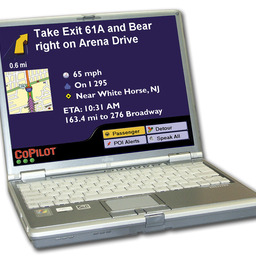 Take Exit 61A and Bear
right on Arena Drive
0.6 mi
65 mph
On I 295
Near White Horse, NJ
ETA: 10:31 AM
163.4 mi to 276 Broadway
Passenger
Detour
POI Alerts
Speak All
CoPilot